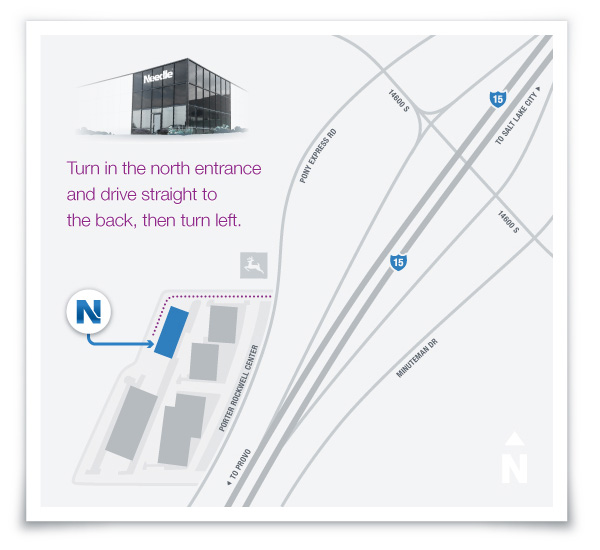 Needle
Turn in the north entrance
and drive straight to
the back, then turn left.
14600 S
15
TO SALT LAKE CITY
PONY EXPRESS RD
14600 S
15
N
MINUTEMAN DR
PORTER ROCKWELL CENTER
TO PROVO
N